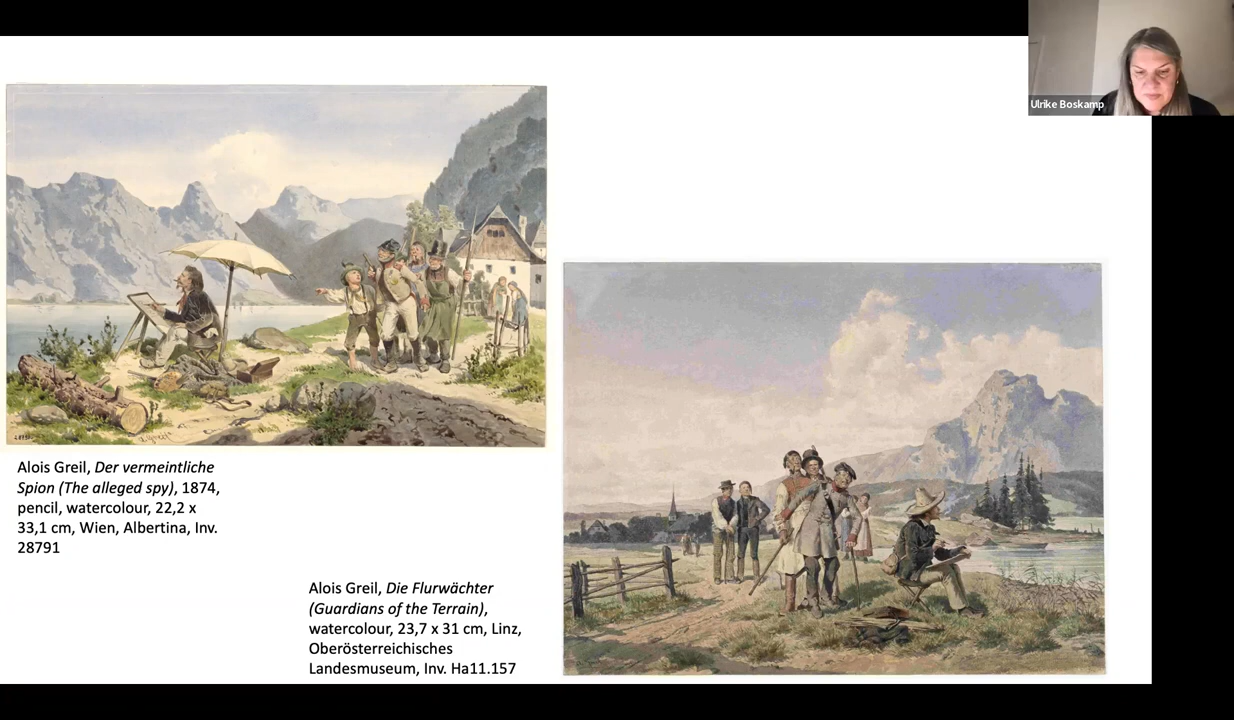 Ulrike Boskamp
Alois Greil, Der vermeintliche
Spion (The alleged spy), 1874,
pencil, watercolour, 22,2 x
33,1 cm, Wien, Albertina, Inv.
28791
Alois Greil, Die Flurwächter
(Guardians of the Terrain),
watercolour, 23,7 x 31 cm, Linz,
Oberösterreichisches
Landesmuseum, Inv. Ha11.157